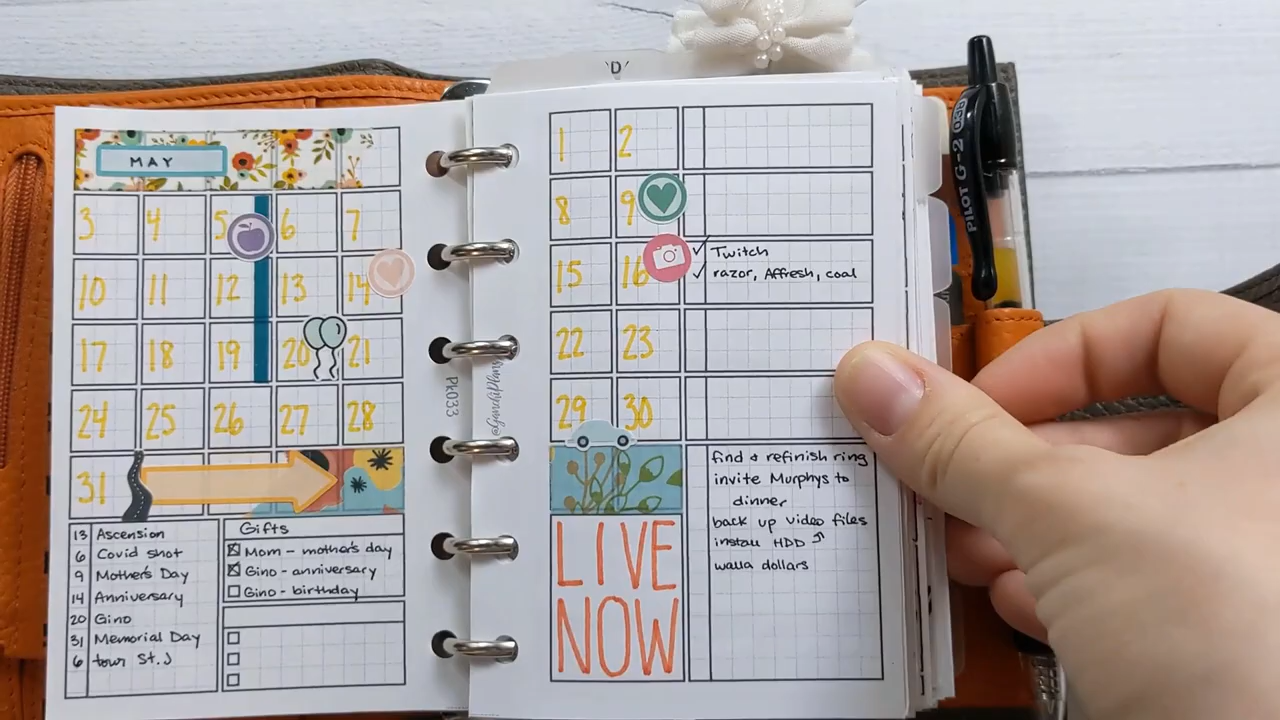 D
MAY
1 2
3 4 5 6 7
8 9
10 11 12 13 14
15 16
Twitch
razor, Affresh, coal
17 18 19 20 21
22 23
24 25 26 27 28
29 30
31
13 Ascension
6 Covid shot
9 Mother's Day
14 Anniversary
20 Gino
31 Memorial Day
6 town St. J
Gifts
Mom - mother's day
Gino - anniversary
Gino - birthday
PK033
@GandiPlans
find & refinish ring
invite Murphys to
dinner
back up video files
install HDD
walla dollars
LIVE
NOW
PILOT G-2 03B